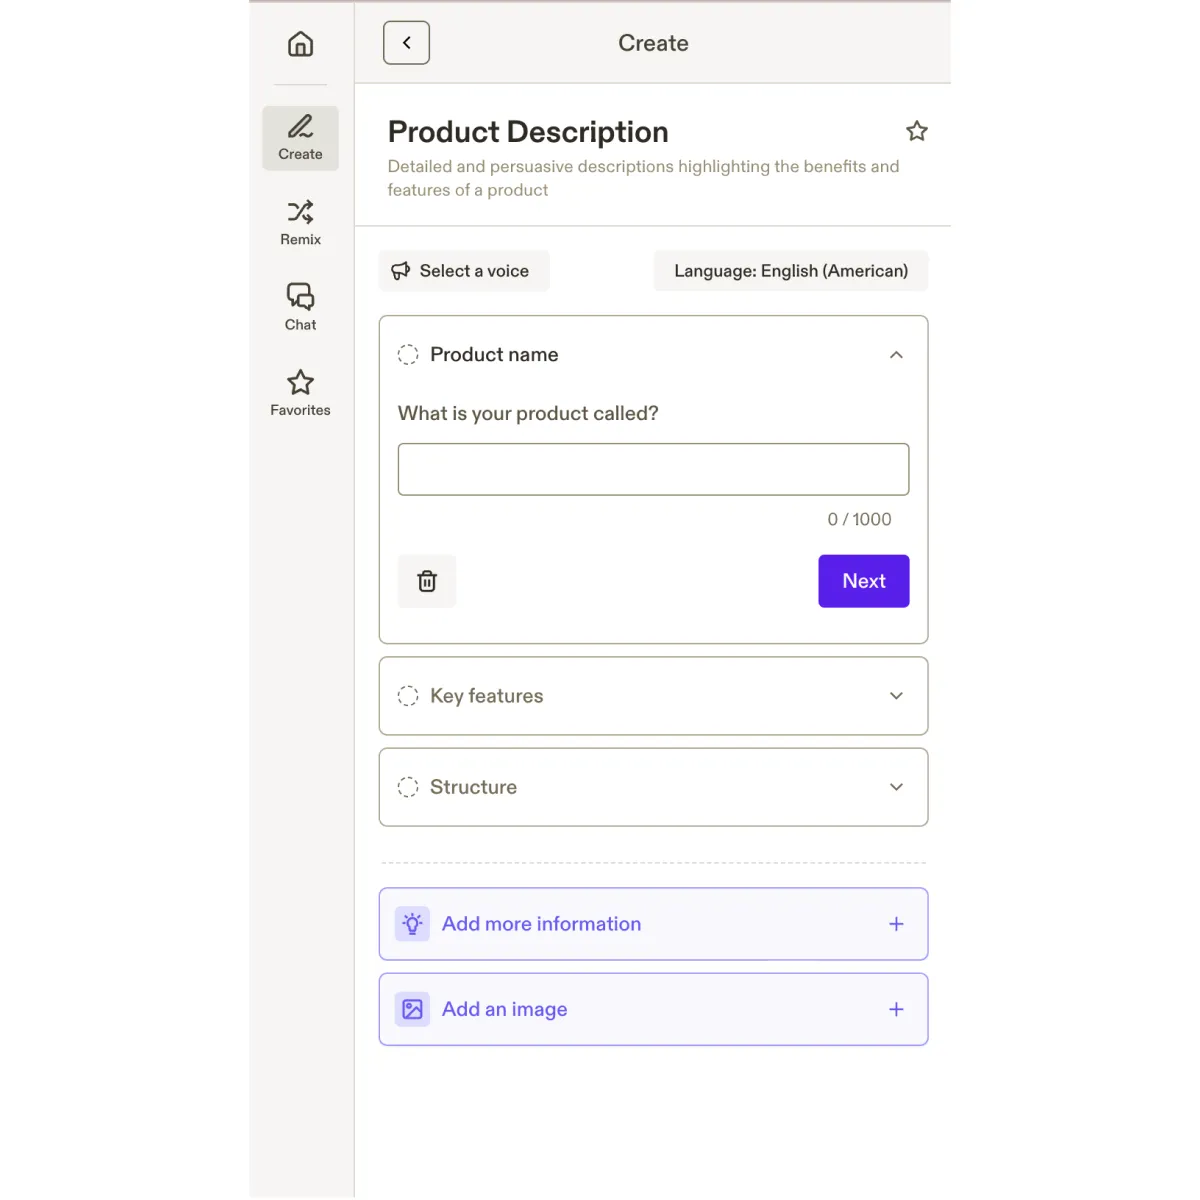 Create
Create
Remix
Chat
Favorites
Product Description
Detailed and persuasive descriptions highlighting the benefits and
features of a product
Select a voice
Language: English (American)
Product name
What is your product called?
0 / 1000
Next
Key features
Structure
Add more information
Add an image